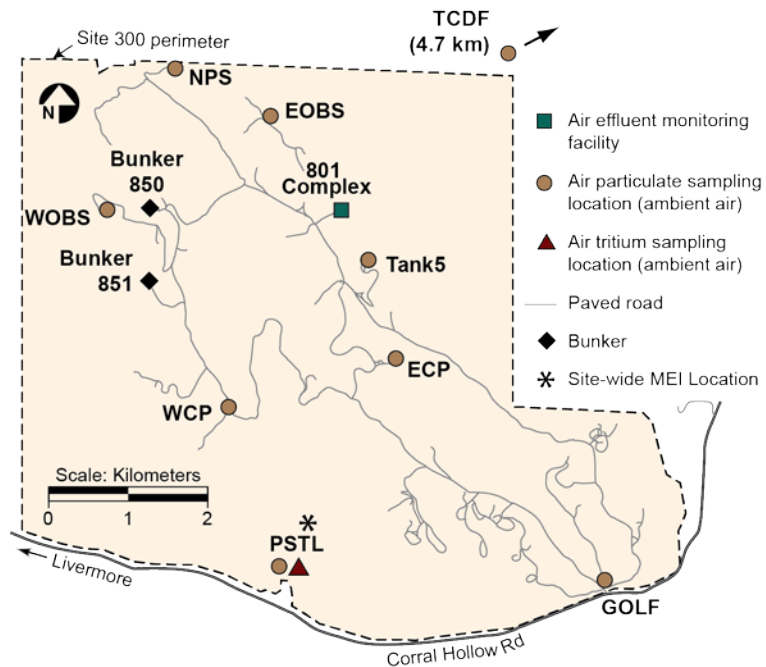 TCDF
(4.7 km)
Site 300 perimeter
NPS
N
EOBS
Air effluent monitoring
facility
Bunker
850
801
Complex
Air particulate sampling
location (ambient air)
WOBS
Air tritium sampling
location (ambient air)
Bunker
851
Tank5
Paved road
Bunker
ECP
Site-wide MEI Location
WCP
Scale: Kilometers
0 1 2
PSTL
Livermore
GOLF
Corral Hollow Rd